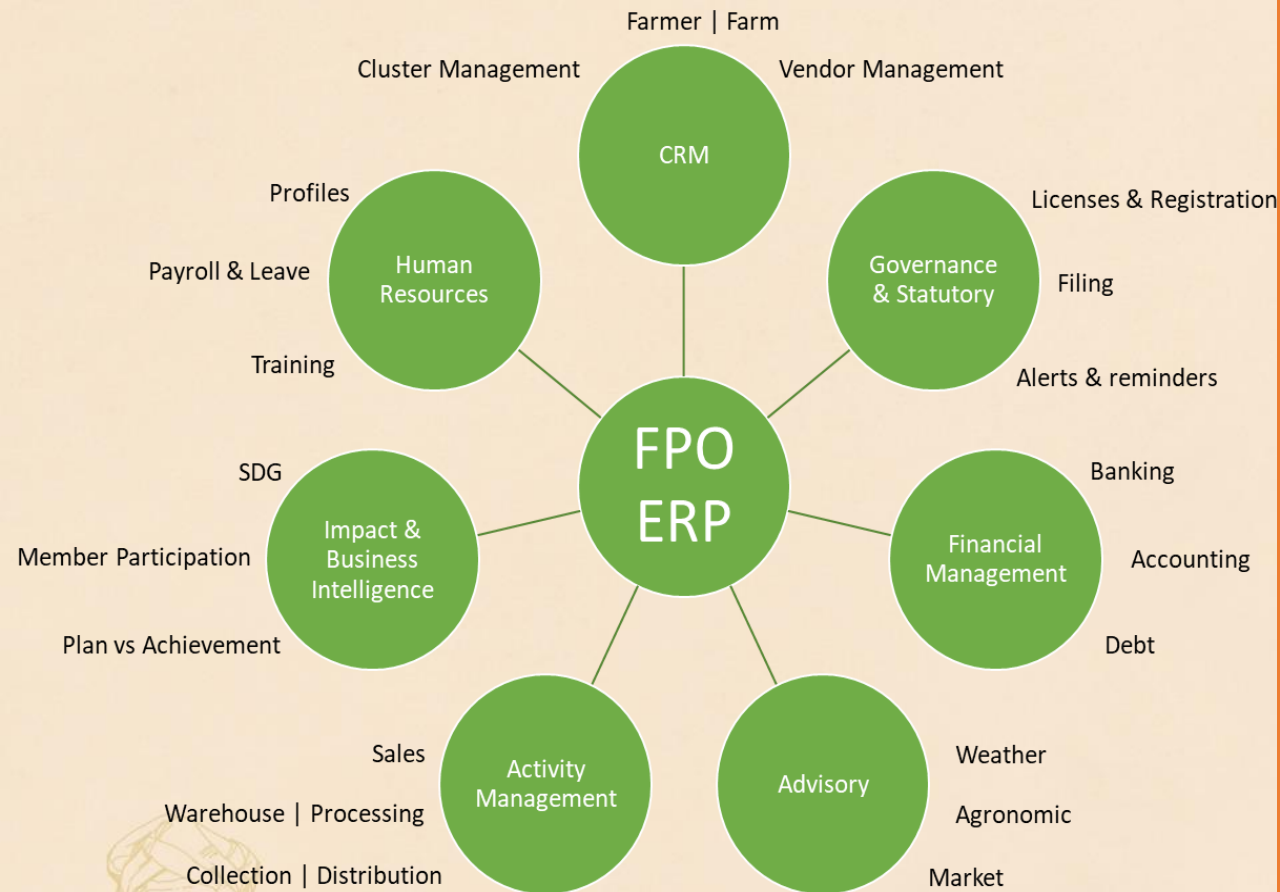 Farmer | Farm
Cluster Management
Vendor Management
CRM
Profiles
Payroll & Leave
Training
Human
Resources
Governance
& Statutory
Licenses & Registration
Filing
Alerts & reminders
FPO
ERP
SDG
Member Participation
Plan vs Achievement
Impact &
Business
Intelligence
Financial
Management
Banking
Accounting
Debt
Sales
Warehouse | Processing
Collection | Distribution
Activity
Management
Advisory
Weather
Agronomic
Market